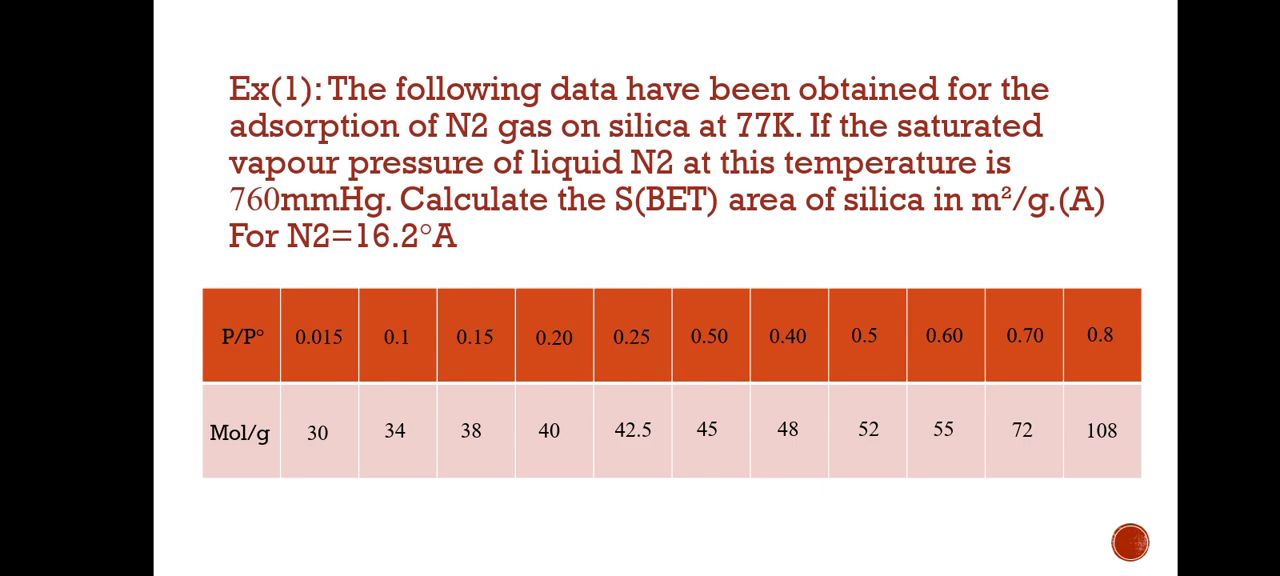 Ex(1): The following data have been obtained for the
adsorption of N2 gas on silica at 77K. If the saturated
vapour pressure of liquid N2 at this temperature is
760mmHg. Calculate the S(BET) area of silica in m²/g.(A)
For N2=16.2°A
P/P° 0.015 0.1 0.15 0.20 0.25 0.50 0.40 0.5 0.60 0.70 0.8
Mol/g 30 34 38 40 42.5 45 48 52 55 72 108